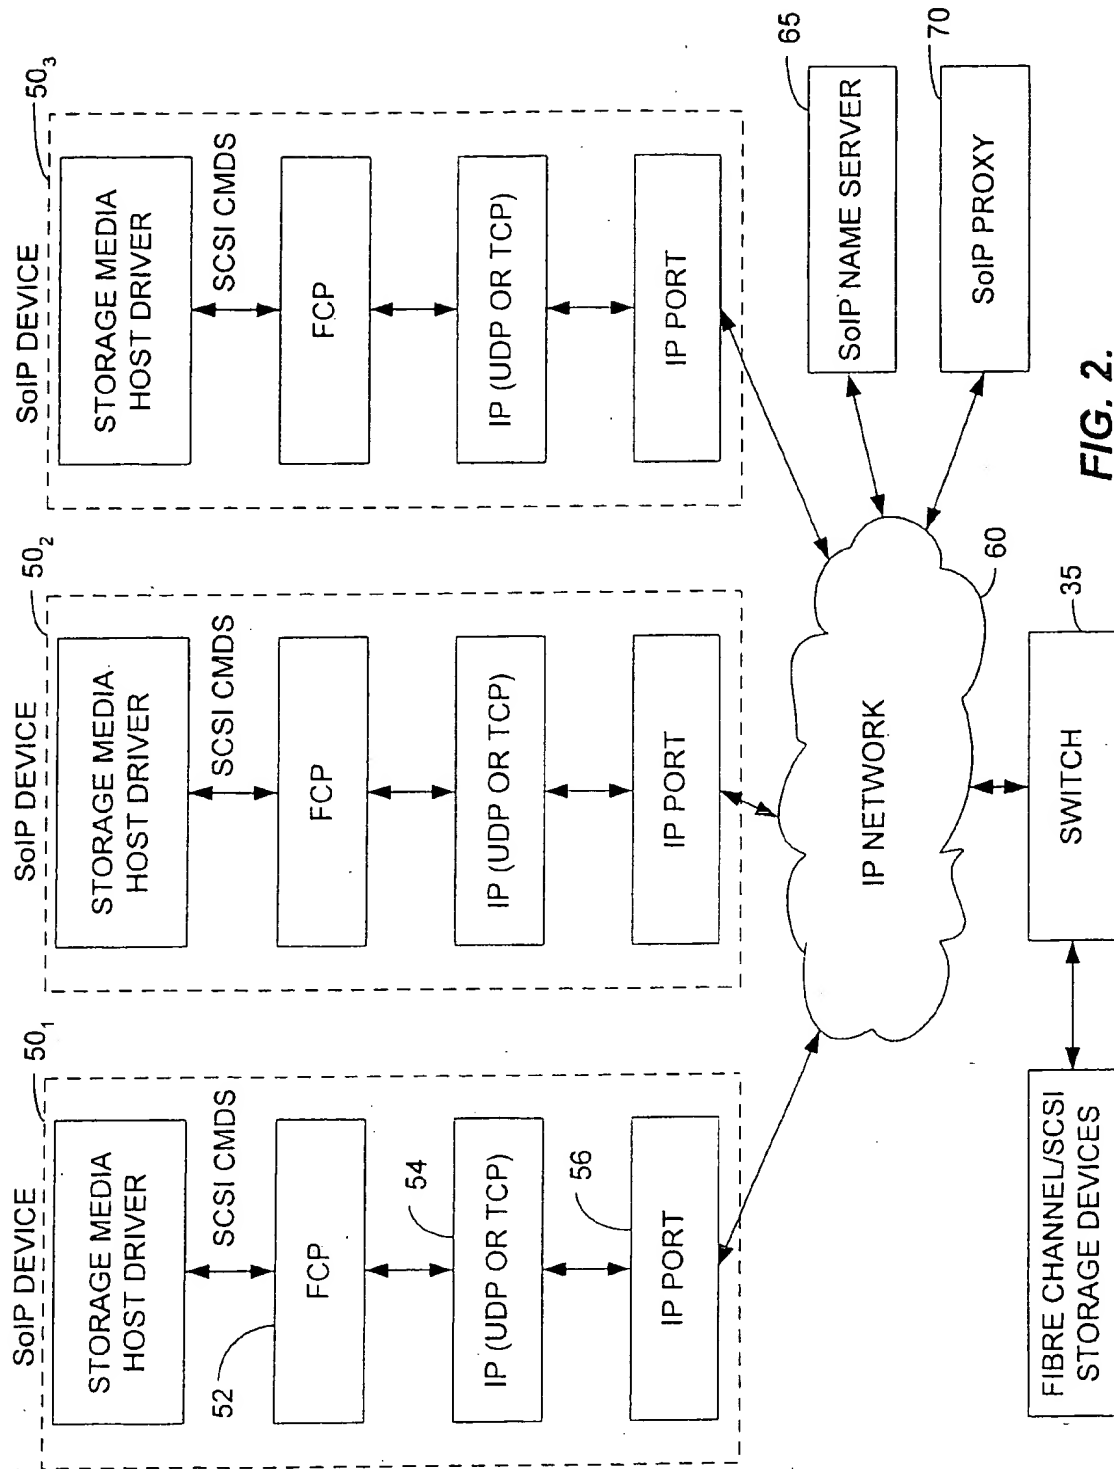 SoIP DEVICE
50₁
STORAGE MEDIA
HOST DRIVER
SCSI CMDS
52
FCP
54
IP (UDP OR TCP)
56
IP PORT
SoIP DEVICE
50₂
STORAGE MEDIA
HOST DRIVER
SCSI CMDS
FCP
IP (UDP OR TCP)
IP PORT
SoIP DEVICE
50₃
STORAGE MEDIA
HOST DRIVER
SCSI CMDS
FCP
IP (UDP OR TCP)
IP PORT
IP NETWORK
60
65
SoIP NAME SERVER
70
SoIP PROXY
35
SWITCH
FIBRE CHANNEL/SCSI
STORAGE DEVICES
FIG. 2.